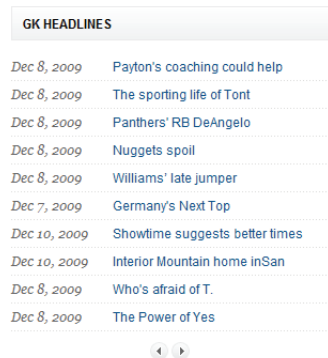 GK HEADLINES
Dec 8, 2009 Payton's coaching could help
Dec 8, 2009 The sporting life of Tont
Dec 8, 2009 Panthers' RB DeAngelo
Dec 8, 2009 Nuggets spoil
Dec 8, 2009 Williams' late jumper
Dec 7, 2009 Germany's Next Top
Dec 10, 2009 Showtime suggests better times
Dec 10, 2009 Interior Mountain home inSan
Dec 8, 2009 Who's afraid of T.
Dec 8, 2009 The Power of Yes